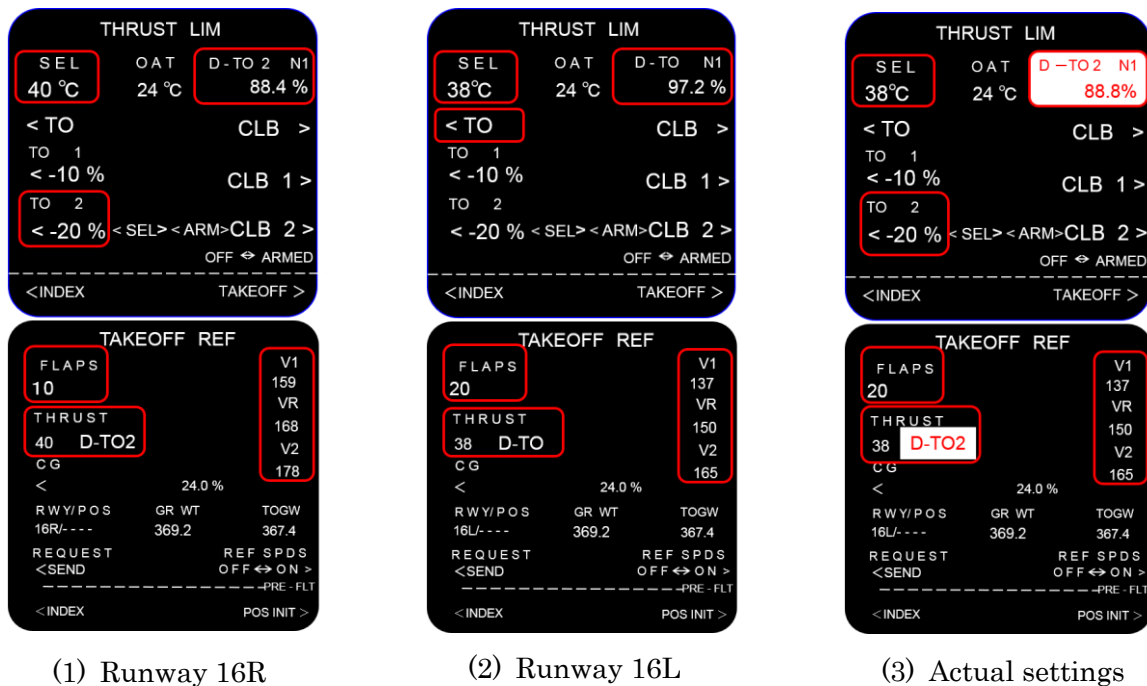 THRUST LIM
SEL OAT D-TO 2 N1
40 ℃ 24 ℃ 88.4 %
< TO CLB >
TO 1
< -10 % CLB 1 >
TO 2
< -20 % < SEL> < ARM>CLB 2 >
OFF ⇔ ARMED
<INDEX TAKEOFF >
TAKEOFF REF
FLAPS V1
10 159
THRUST VR
40 D-TO2 168
V2
CG 178
< 24.0 %
RWY/POS GR WT TOGW
16R/---- 369.2 367.4
REQUEST REF SPDS
<SEND OFF ⇔ ON >
PRE-FLT
<INDEX POS INIT >
(1) Runway 16R
THRUST LIM
SEL OAT D-TO N1
38℃ 24 ℃ 97.2 %
< TO CLB >
TO 1
< -10 % CLB 1 >
TO 2
< -20 % < SEL> < ARM>CLB 2 >
OFF ⇔ ARMED
<INDEX TAKEOFF >
TAKEOFF REF
FLAPS V1
20 137
THRUST VR
38 D-TO 150
V2
CG 165
< 24.0 %
RWY/POS GR WT TOGW
16L/---- 369.2 367.4
REQUEST REF SPDS
<SEND OFF ⇔ ON >
PRE-FLT
<INDEX POS INIT >
(2) Runway 16L
THRUST LIM
SEL OAT D－TO 2 N1
38℃ 24 ℃ 88.8%
< TO CLB >
TO 1
< -10 % CLB 1 >
TO 2
< -20 % < SEL> < ARM>CLB 2 >
OFF ⇔ ARMED
<INDEX TAKEOFF >
TAKEOFF REF
FLAPS V1
20 137
THRUST VR
38 D-TO2 150
V2
CG 165
< 24.0 %
RWY/POS GR WT TOGW
16L/---- 369.2 367.4
REQUEST REF SPDS
<SEND OFF ⇔ ON >
PRE-FLT
<INDEX POS INIT >
(3) Actual settings